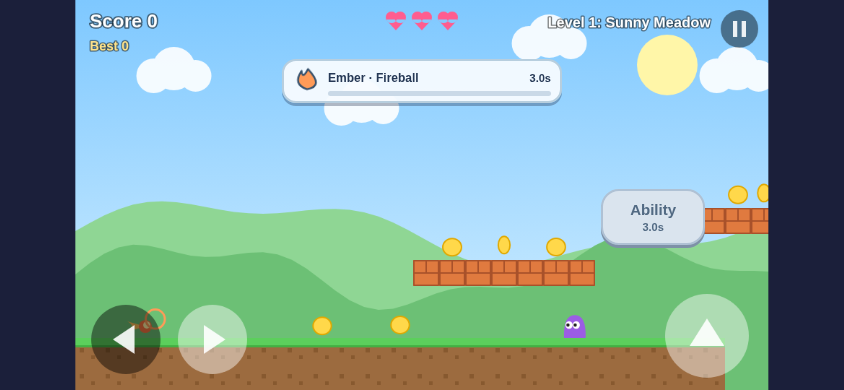 Score 0
Best 0
Level 1: Sunny Meadow
Ember · Fireball
3.0s
Ability
3.0s